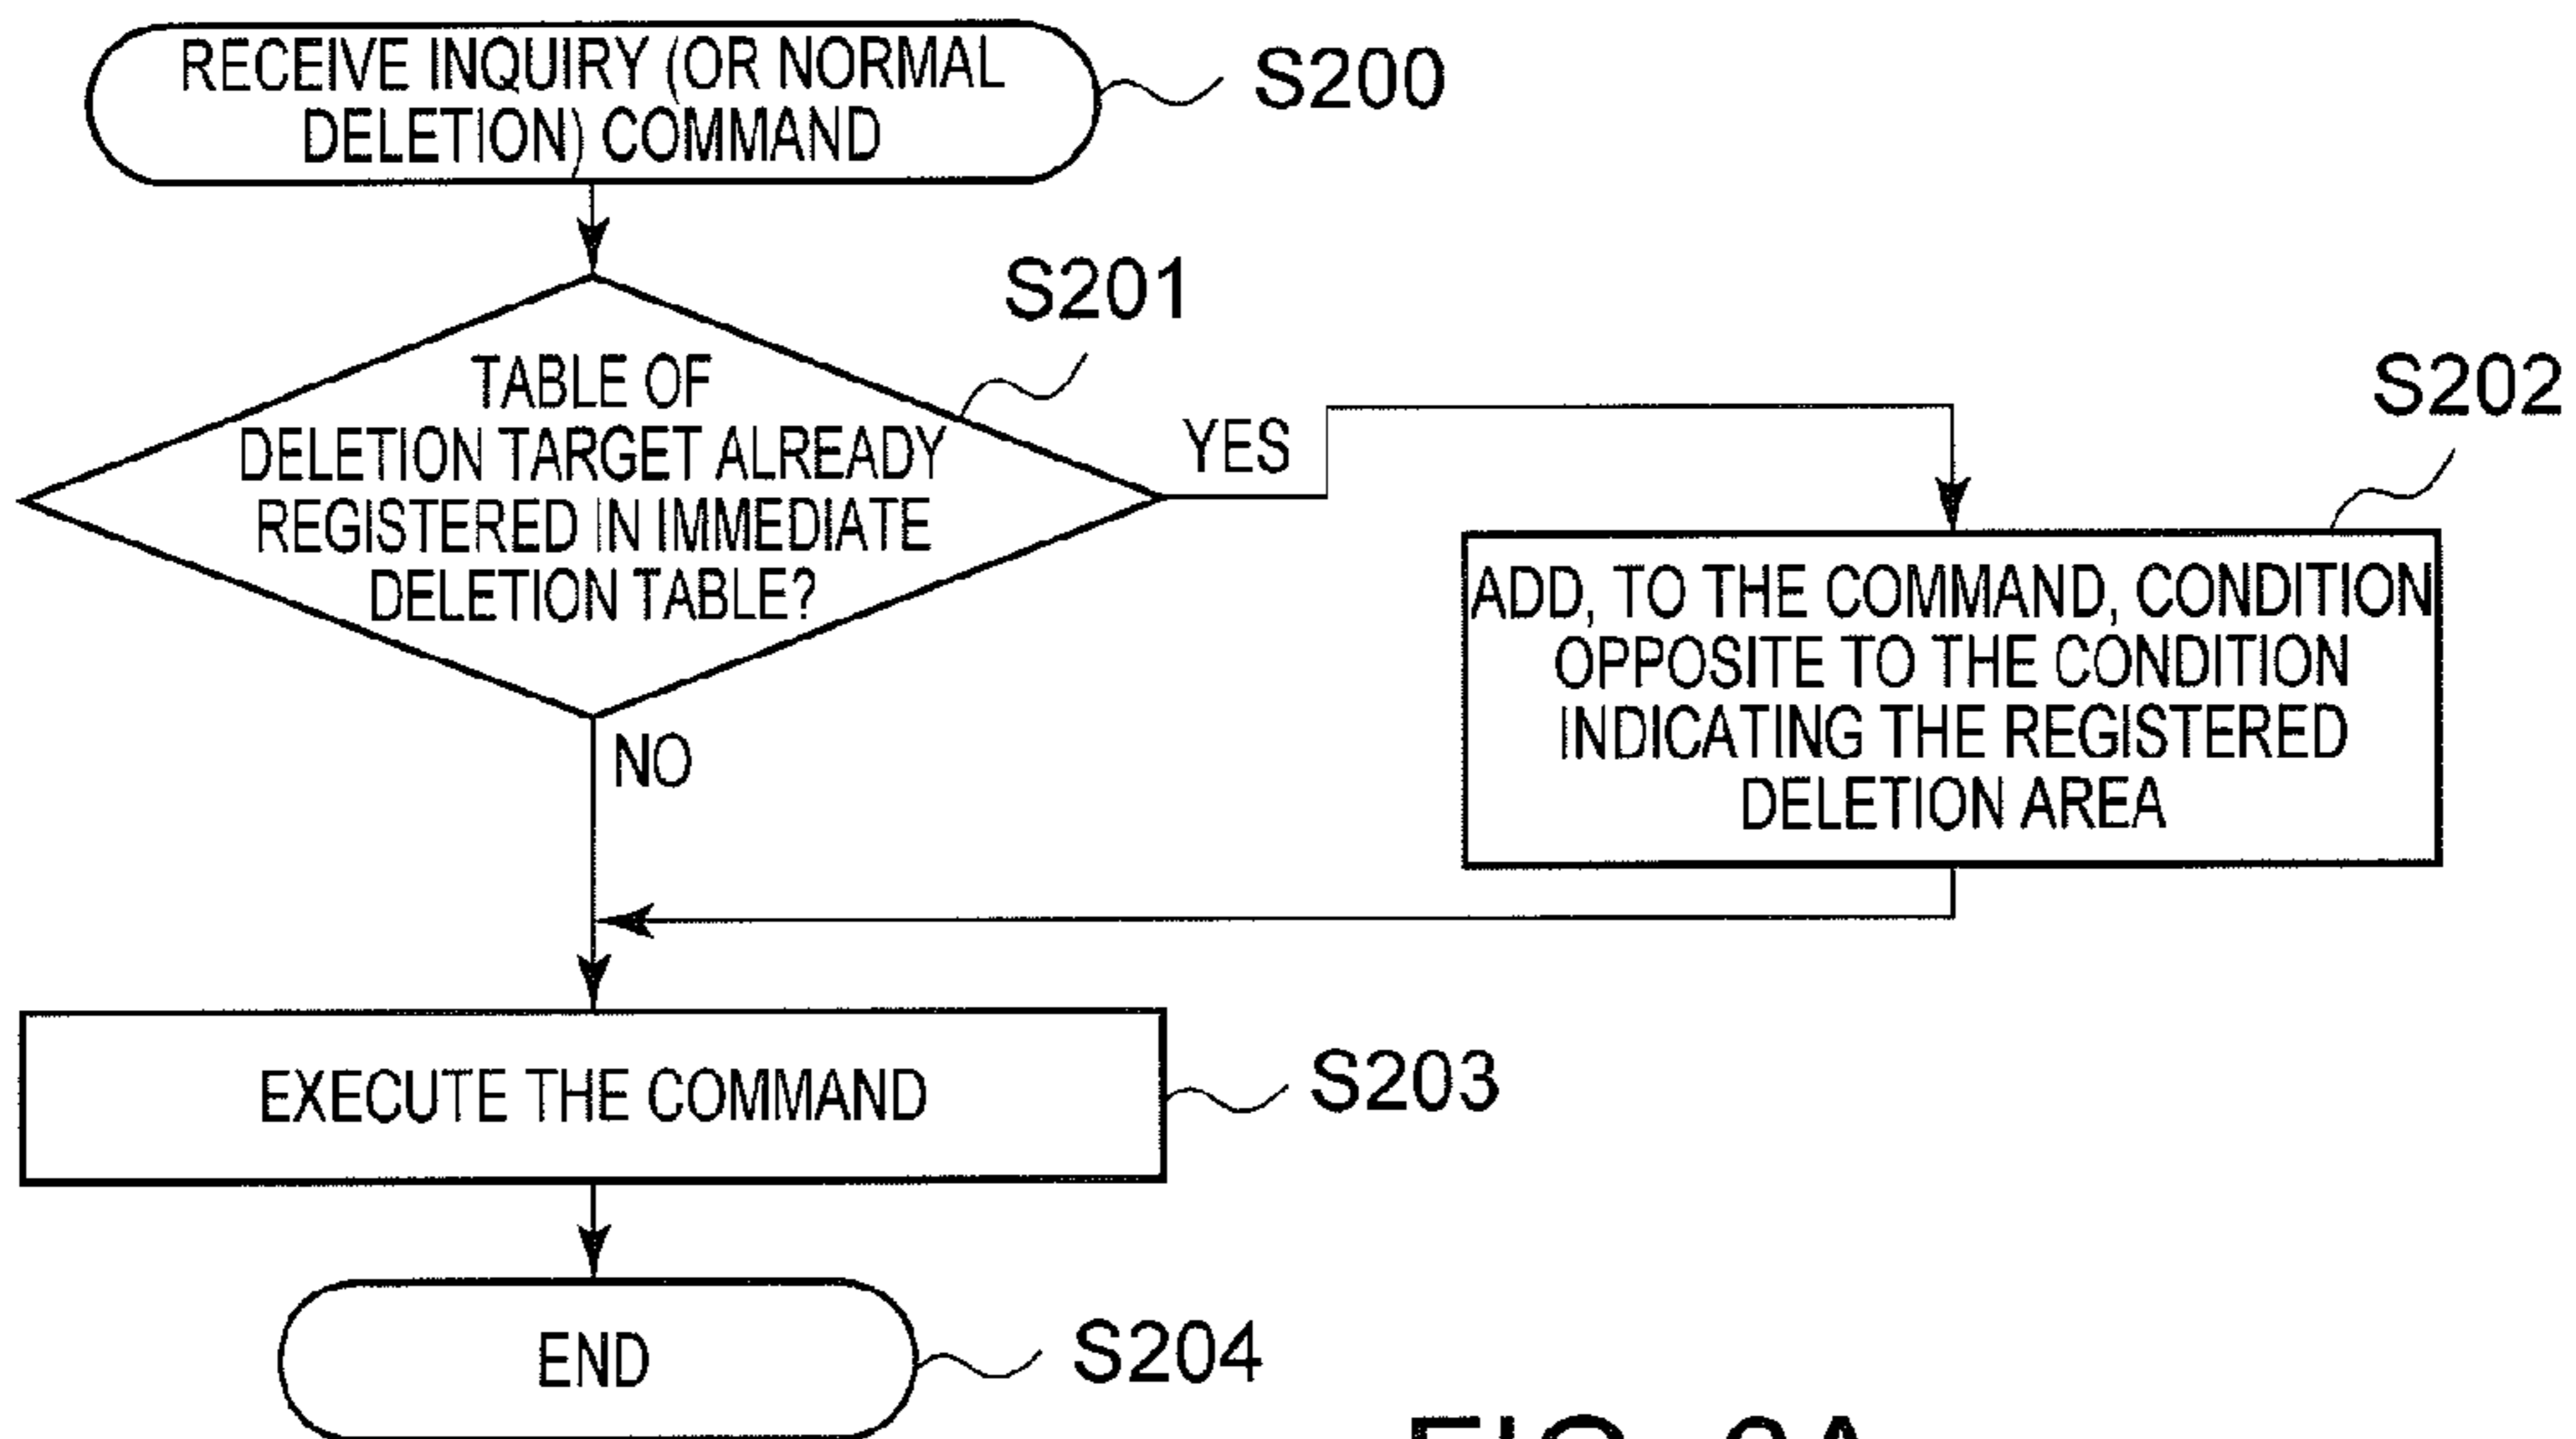 RECEIVE INQUIRY (OR NORMAL
DELETION) COMMAND
S200
S201
TABLE OF
DELETION TARGET ALREADY
REGISTERED IN IMMEDIATE
DELETION TABLE?
YES
NO
S202
ADD, TO THE COMMAND, CONDITION
OPPOSITE TO THE CONDITION
INDICATING THE REGISTERED
DELETION AREA
EXECUTE THE COMMAND
S203
END
S204